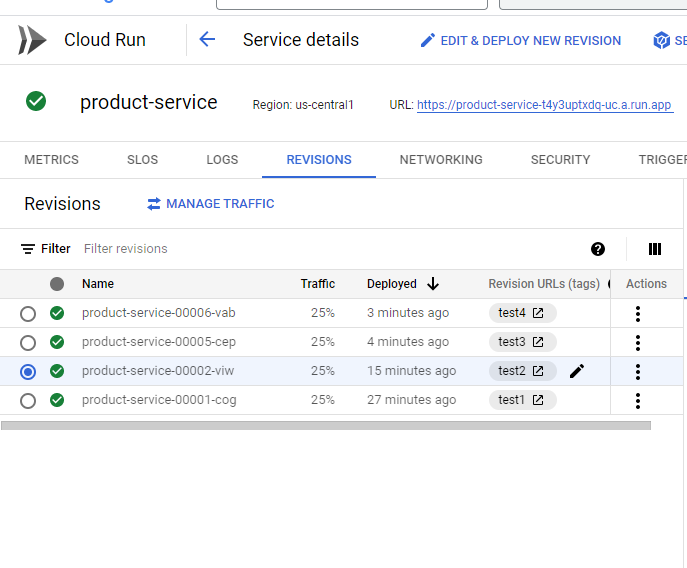 Cloud Run Service details EDIT & DEPLOY NEW REVISION SE
product-service Region: us-central1 URL: https://product-service-t4y3uptxdq-uc.a.run.app
METRICS SLOS LOGS REVISIONS NETWORKING SECURITY TRIGGER
Revisions MANAGE TRAFFIC
Filter Filter revisions
Name Traffic Deployed Revision URLs (tags) Actions
product-service-00006-vab 25% 3 minutes ago test4
product-service-00005-cep 25% 4 minutes ago test3
product-service-00002-viw 25% 15 minutes ago test2
product-service-00001-cog 25% 27 minutes ago test1